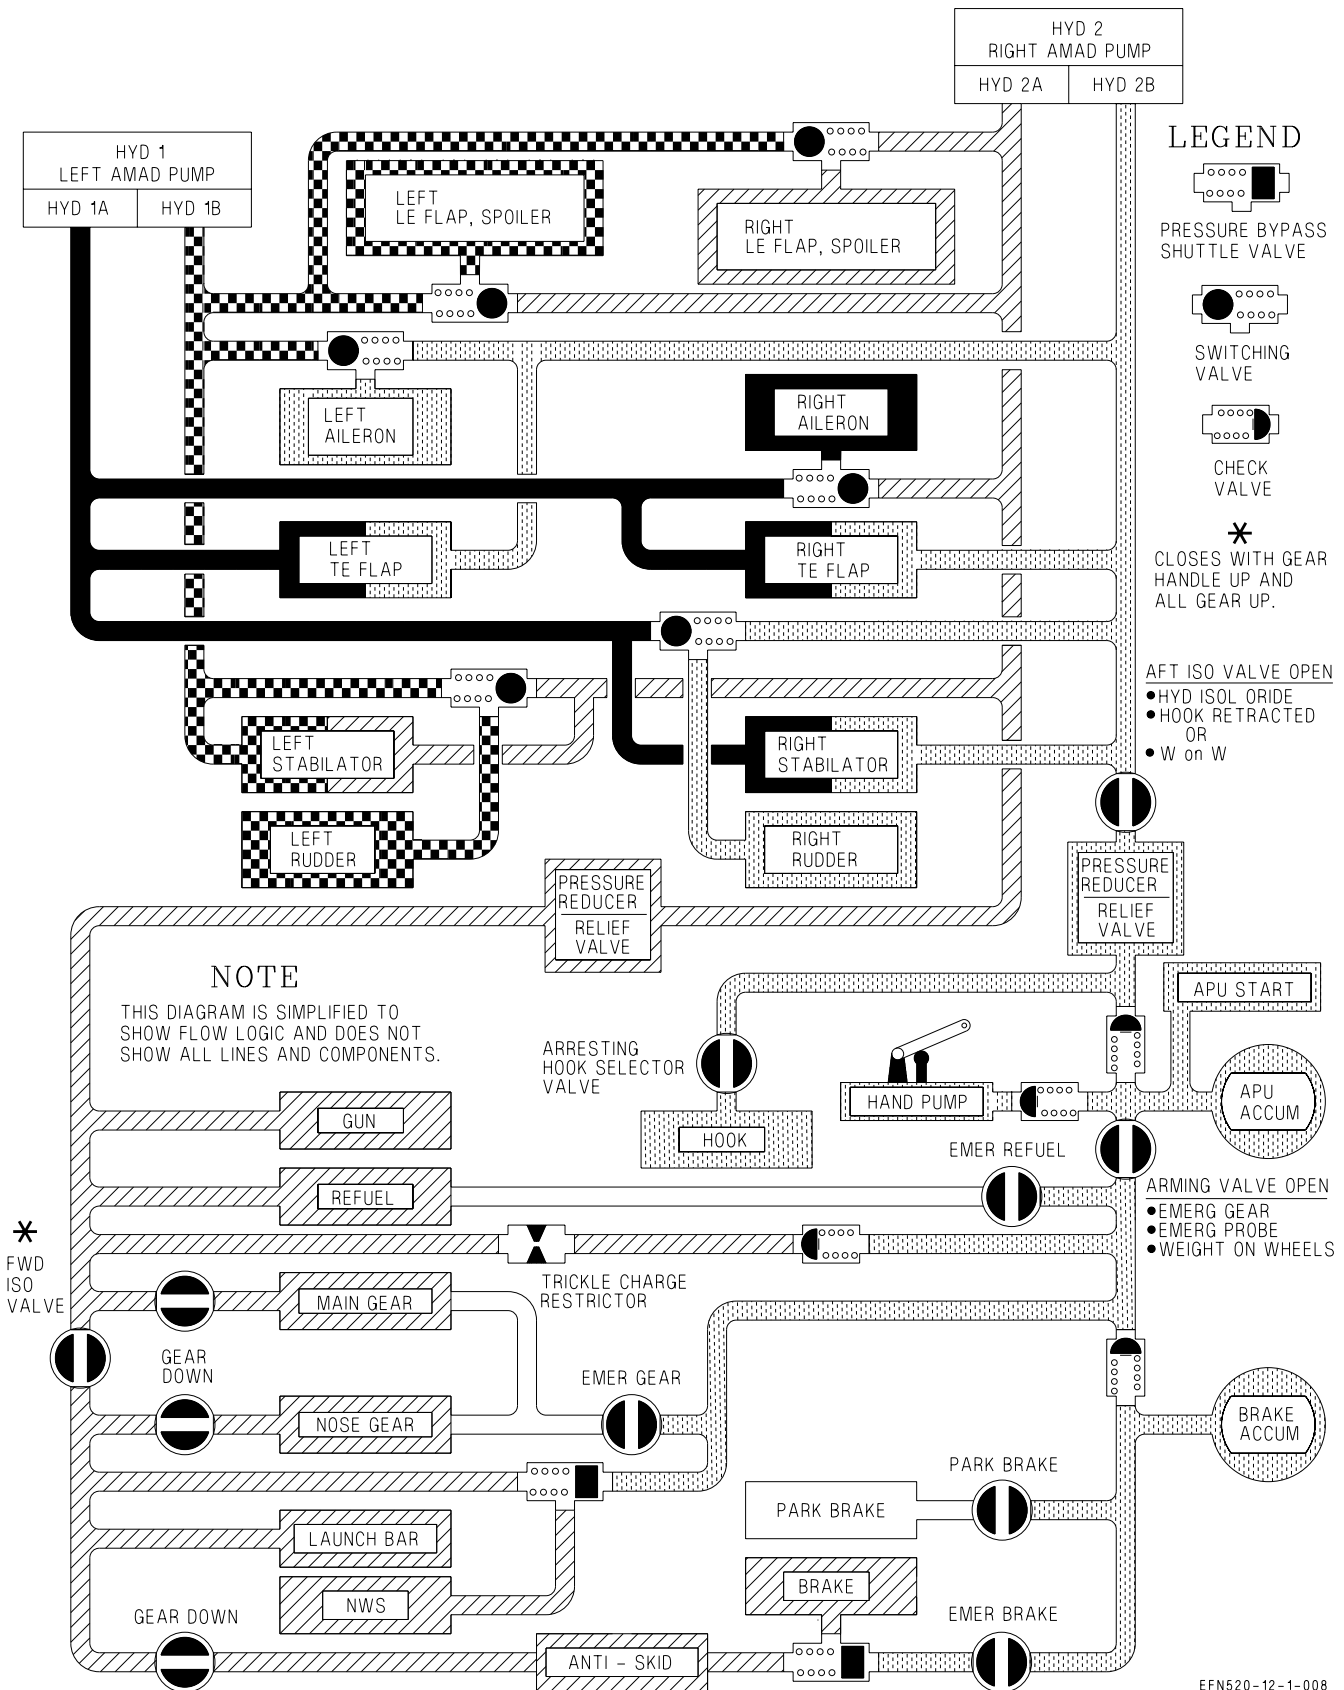 HYD 2
RIGHT AMAD PUMP
HYD 2A
HYD 2B
HYD 1
LEFT AMAD PUMP
HYD 1A
HYD 1B
LEGEND
PRESSURE BYPASS
SHUTTLE VALVE
SWITCHING
VALVE
CHECK
VALVE
*
CLOSES WITH GEAR
HANDLE UP AND
ALL GEAR UP.
LEFT
LE FLAP, SPOILER
RIGHT
LE FLAP, SPOILER
LEFT
AILERON
RIGHT
AILERON
LEFT
TE FLAP
RIGHT
TE FLAP
AFT ISO VALVE OPEN
●HYD ISOL ORIDE
●HOOK RETRACTED
OR
● W on W
LEFT
STABILATOR
RIGHT
STABILATOR
LEFT
RUDDER
RIGHT
RUDDER
PRESSURE
REDUCER
RELIEF
VALVE
PRESSURE
REDUCER
RELIEF
VALVE
NOTE
THIS DIAGRAM IS SIMPLIFIED TO
SHOW FLOW LOGIC AND DOES NOT
SHOW ALL LINES AND COMPONENTS.
APU START
ARRESTING
HOOK SELECTOR
VALVE
HAND PUMP
APU
ACCUM
GUN
HOOK
EMER REFUEL
REFUEL
ARMING VALVE OPEN
●EMERG GEAR
●EMERG PROBE
●WEIGHT ON WHEELS
*
FWD
ISO
VALVE
TRICKLE CHARGE
RESTRICTOR
MAIN GEAR
GEAR
DOWN
EMER GEAR
NOSE GEAR
BRAKE
ACCUM
PARK BRAKE
PARK BRAKE
LAUNCH BAR
BRAKE
NWS
GEAR DOWN
EMER BRAKE
ANTI - SKID
EFN520-12-1-008